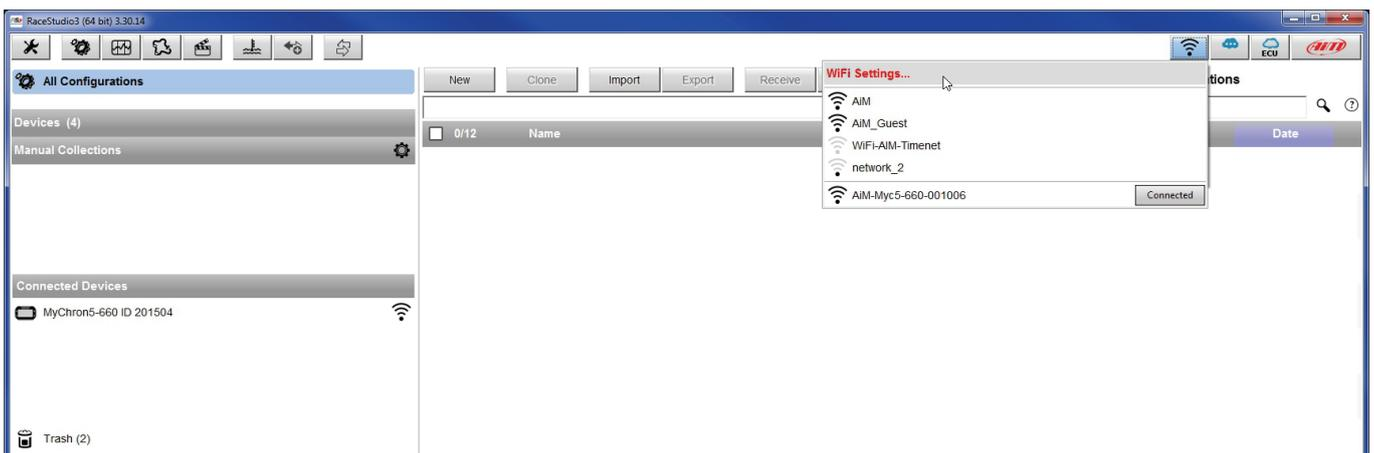 RaceStudio3 (64 bit) 3.30.14
ECU
AiM
All Configurations
New Clone Import Export Receive
WiFi Settings...
tions
AiM
AiM_Guest
WiFi-AIM-Timenet
network_2
AiM-Myc5-660-001006 Connected
Devices (4)
0/12 Name Date
Manual Collections
Connected Devices
MyChron5-660 ID 201504
Trash (2)